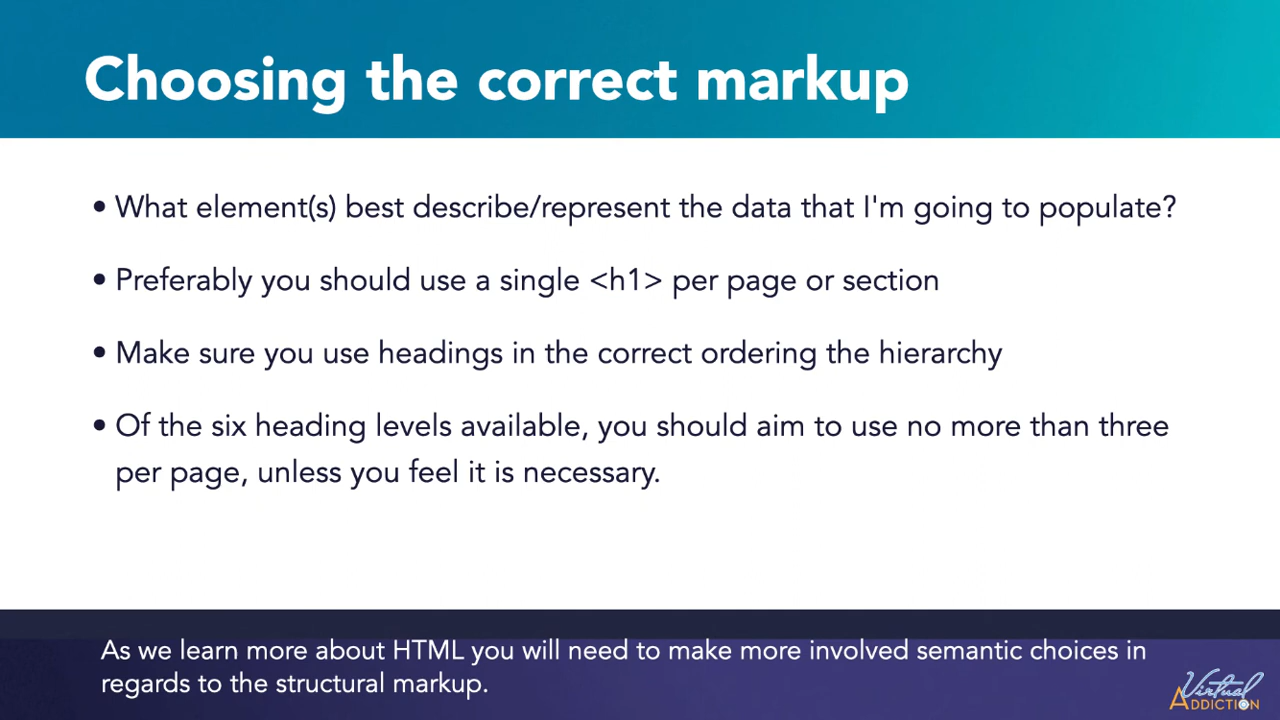 Choosing the correct markup
• What element(s) best describe/represent the data that I'm going to populate?
• Preferably you should use a single <h1> per page or section
• Make sure you use headings in the correct ordering the hierarchy
• Of the six heading levels available, you should aim to use no more than three
per page, unless you feel it is necessary.
As we learn more about HTML you will need to make more involved semantic choices in
regards to the structural markup.
Virtual
ADDICTION